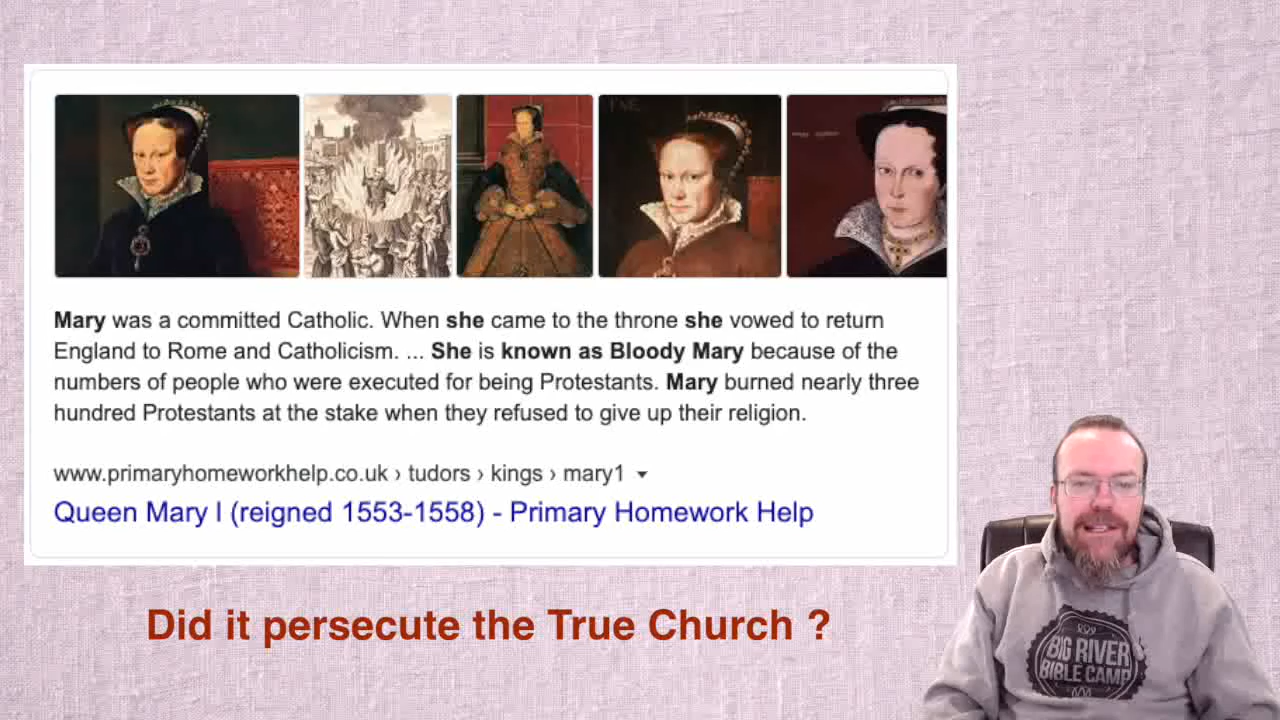 Mary was a committed Catholic. When she came to the throne she vowed to return
England to Rome and Catholicism. ... She is known as Bloody Mary because of the
numbers of people who were executed for being Protestants. Mary burned nearly three
hundred Protestants at the stake when they refused to give up their religion.
www.primaryhomeworkhelp.co.uk › tudors › kings › mary1
Queen Mary I (reigned 1553-1558) - Primary Homework Help
Did it persecute the True Church ?
BIG RIVER
BIBLE CAMP